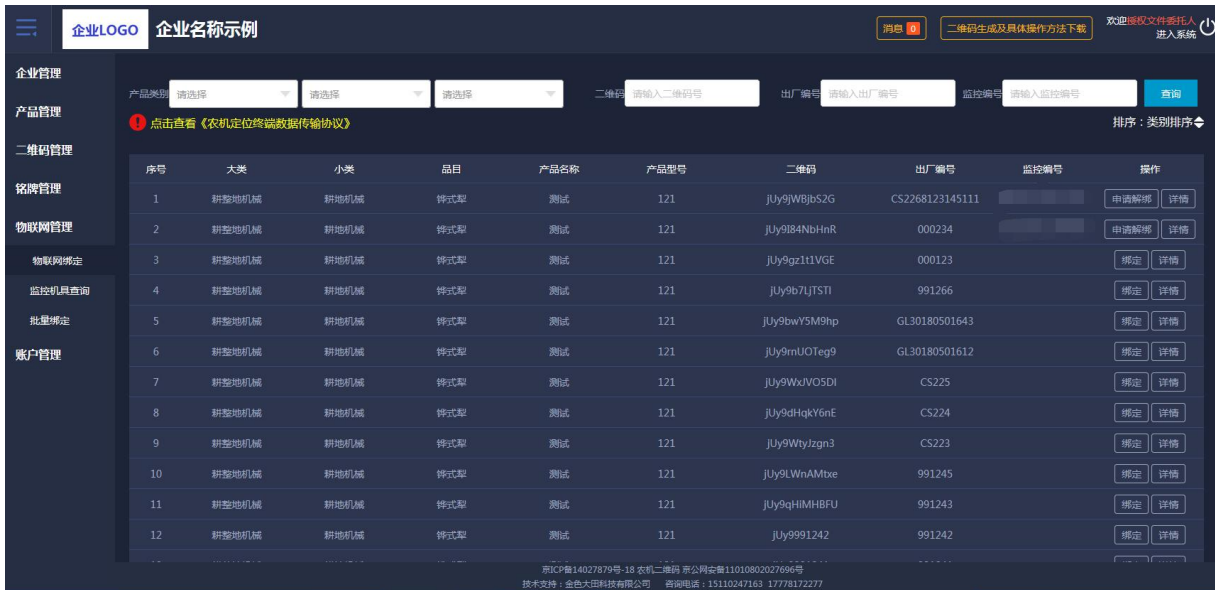 企业LOGO 企业名称示例 消息 0 二维码生成及具体操作方法下载 欢迎授权文件委托人
进入系统
企业管理
产品管理
二维码管理
铭牌管理
物联网管理
物联网绑定
监控机具查询
批量绑定
账户管理
产品类别 请选择 请选择 请选择 二维码 请输入二维码号 出厂编号 请输入出厂编号 监控编号 请输入监控编号 查询
点击查看《农机定位终端数据传输协议》 排序：类别排序
序号 大类 小类 品目 产品名称 产品型号 二维码 出厂编号 监控编号 操作
1 耕整地机械 耕地机械 铧式犁 测试 121 jUy9jWBjbS2G CS2268123145111 申请解绑 详情
2 耕整地机械 耕地机械 铧式犁 测试 121 jUy9I84NbHnR 000234 申请解绑 详情
3 耕整地机械 耕地机械 铧式犁 测试 121 jUy9gz1t1VGE 000123 绑定 详情
4 耕整地机械 耕地机械 铧式犁 测试 121 jUy9b7LjTSTI 991266 绑定 详情
5 耕整地机械 耕地机械 铧式犁 测试 121 jUy9bwY5M9hp GL30180501643 绑定 详情
6 耕整地机械 耕地机械 铧式犁 测试 121 jUy9rnUOTeg9 GL30180501612 绑定 详情
7 耕整地机械 耕地机械 铧式犁 测试 121 jUy9WxJVO5DI CS225 绑定 详情
8 耕整地机械 耕地机械 铧式犁 测试 121 jUy9dHqkY6nE CS224 绑定 详情
9 耕整地机械 耕地机械 铧式犁 测试 121 jUy9WtyJzgn3 CS223 绑定 详情
10 耕整地机械 耕地机械 铧式犁 测试 121 jUy9LWnAMtxe 991245 绑定 详情
11 耕整地机械 耕地机械 铧式犁 测试 121 jUy9qHiMHBFU 991243 绑定 详情
12 耕整地机械 耕地机械 铧式犁 测试 121 jUy9991242 991242 绑定 详情
京ICP备14027879号-18 农机二维码 京公网安备11010802027696号
技术支持：金色大田科技有限公司 咨询电话：15110247163 17778172277